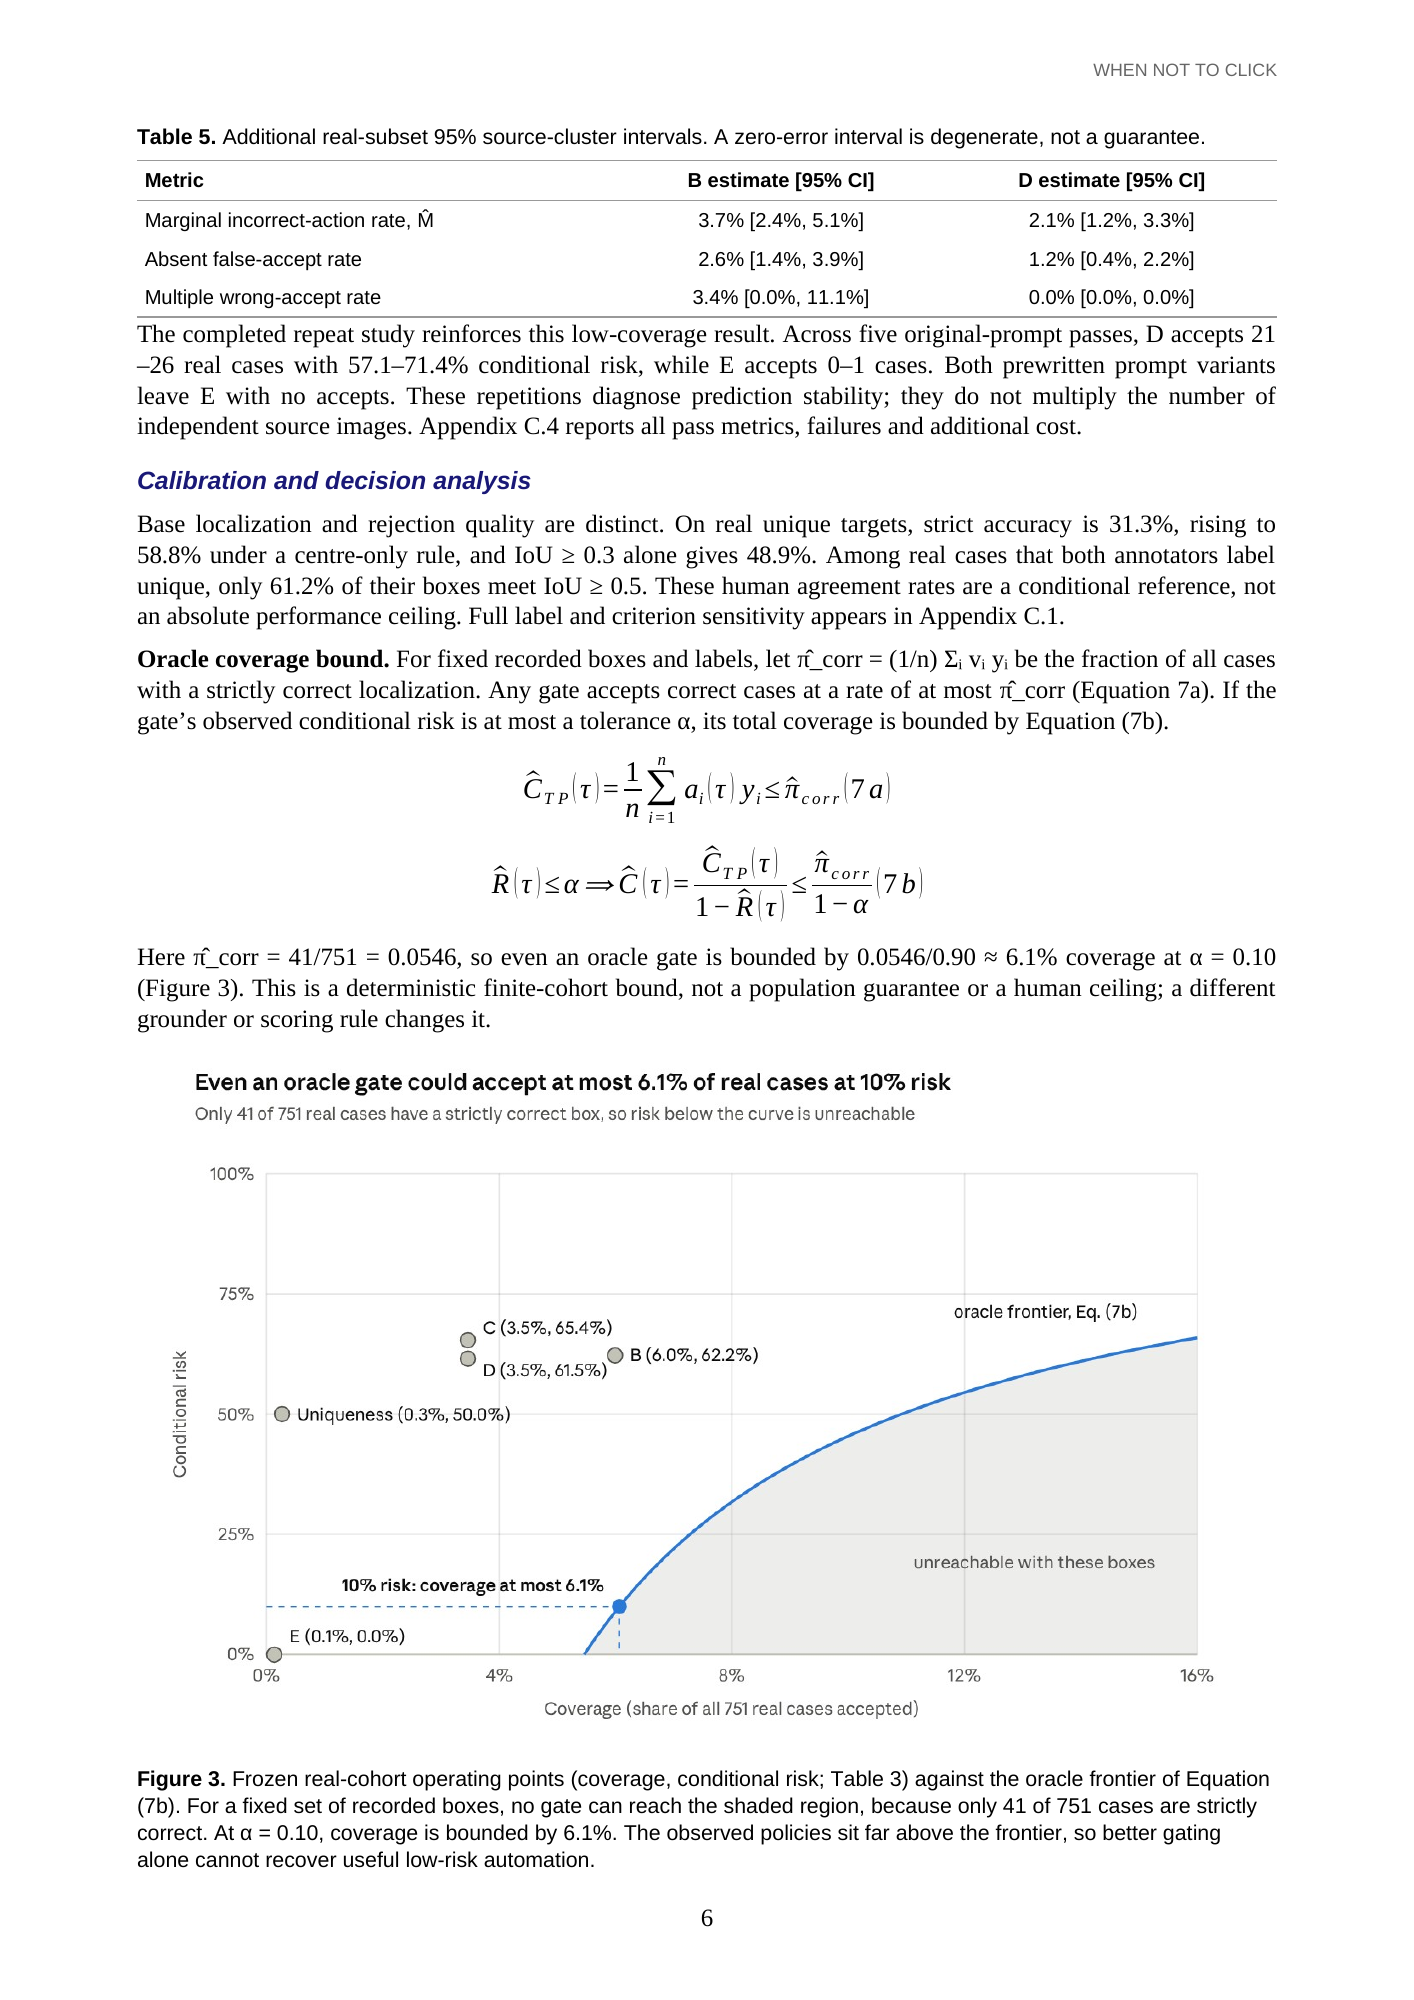 WHEN NOT TO CLICK
Table 5. Additional real-subset 95% source-cluster intervals. A zero-error interval is degenerate, not a guarantee.
Metric B estimate [95% CI] D estimate [95% CI]
Marginal incorrect-action rate, M̂ 3.7% [2.4%, 5.1%] 2.1% [1.2%, 3.3%]
Absent false-accept rate 2.6% [1.4%, 3.9%] 1.2% [0.4%, 2.2%]
Multiple wrong-accept rate 3.4% [0.0%, 11.1%] 0.0% [0.0%, 0.0%]
The completed repeat study reinforces this low-coverage result. Across five original-prompt passes, D accepts 21
–26 real cases with 57.1–71.4% conditional risk, while E accepts 0–1 cases. Both prewritten prompt variants
leave E with no accepts. These repetitions diagnose prediction stability; they do not multiply the number of
independent source images. Appendix C.4 reports all pass metrics, failures and additional cost.
Calibration and decision analysis
Base localization and rejection quality are distinct. On real unique targets, strict accuracy is 31.3%, rising to
58.8% under a centre-only rule, and IoU ≥ 0.3 alone gives 48.9%. Among real cases that both annotators label
unique, only 61.2% of their boxes meet IoU ≥ 0.5. These human agreement rates are a conditional reference, not
an absolute performance ceiling. Full label and criterion sensitivity appears in Appendix C.1.
Oracle coverage bound. For fixed recorded boxes and labels, let π̂_corr = (1/n) Σᵢ vᵢ yᵢ be the fraction of all cases
with a strictly correct localization. Any gate accepts correct cases at a rate of at most π̂_corr (Equation 7a). If the
gate’s observed conditional risk is at most a tolerance α, its total coverage is bounded by Equation (7b).
Ĉ_TP(τ) = 1/n ∑_{i=1}^{n} a_i(τ) y_i ≤ π̂_corr (7a)
R̂(τ) ≤ α ⟹ Ĉ(τ) = Ĉ_TP(τ) / (1 − R̂(τ)) ≤ π̂_corr / (1 − α) (7b)
Here π̂_corr = 41/751 = 0.0546, so even an oracle gate is bounded by 0.0546/0.90 ≈ 6.1% coverage at α = 0.10
(Figure 3). This is a deterministic finite-cohort bound, not a population guarantee or a human ceiling; a different
grounder or scoring rule changes it.
Even an oracle gate could accept at most 6.1% of real cases at 10% risk
Only 41 of 751 real cases have a strictly correct box, so risk below the curve is unreachable
100%
75%
oracle frontier, Eq. (7b)
C (3.5%, 65.4%)
B (6.0%, 62.2%)
D (3.5%, 61.5%)
Conditional risk
50%
Uniqueness (0.3%, 50.0%)
25%
unreachable with these boxes
10% risk: coverage at most 6.1%
E (0.1%, 0.0%)
0%
0% 4% 8% 12% 16%
Coverage (share of all 751 real cases accepted)
Figure 3. Frozen real-cohort operating points (coverage, conditional risk; Table 3) against the oracle frontier of Equation
(7b). For a fixed set of recorded boxes, no gate can reach the shaded region, because only 41 of 751 cases are strictly
correct. At α = 0.10, coverage is bounded by 6.1%. The observed policies sit far above the frontier, so better gating
alone cannot recover useful low-risk automation.
6